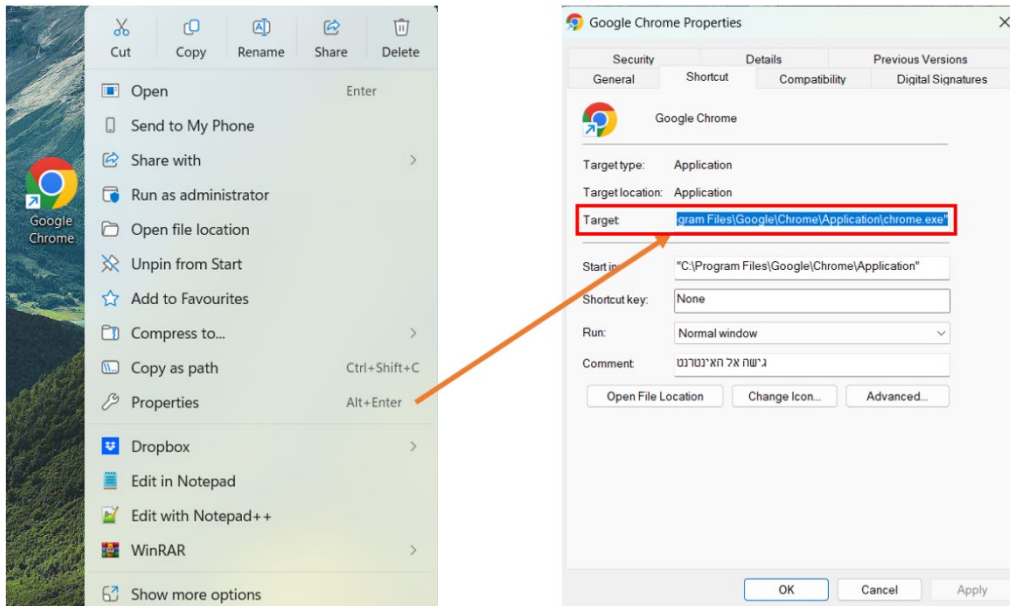 Cut Copy Rename Share Delete
Open Enter
Send to My Phone
Share with
Run as administrator
Open file location
Unpin from Start
Add to Favourites
Compress to...
Copy as path Ctrl+Shift+C
Properties Alt+Enter
Dropbox
Edit in Notepad
Edit with Notepad++
WinRAR
Show more options
Google
Chrome
Google Chrome Properties
Security Details Previous Versions
General Shortcut Compatibility Digital Signatures
Google Chrome
Target type: Application
Target location: Application
Target: gram Files\Google\Chrome\Application\chrome.exe"
Start in: "C:\Program Files\Google\Chrome\Application"
Shortcut key: None
Run: Normal window
Comment: גישה אל האינטרנט
Open File Location Change Icon... Advanced...
OK Cancel Apply